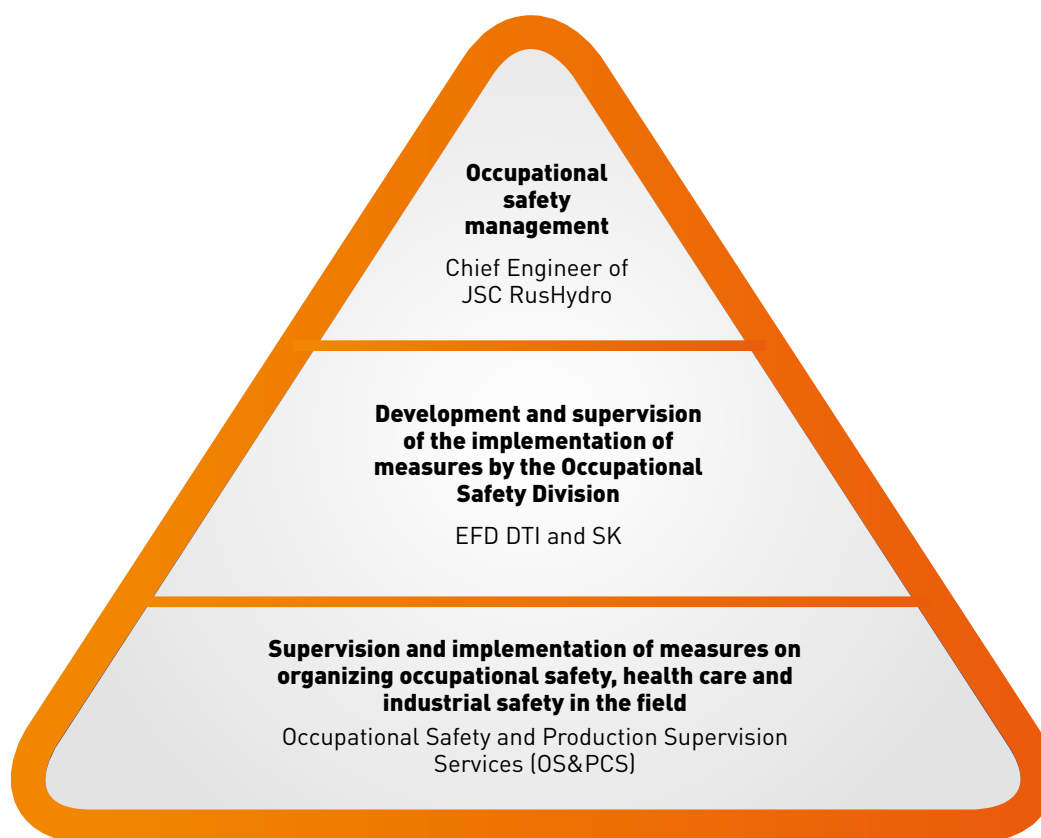 Occupational
safety
management
Chief Engineer of
JSC RusHydro
Development and supervision
of the implementation of
measures by the Occupational
Safety Division
EFD DTI and SK
Supervision and implementation of measures on
organizing occupational safety, health care and
industrial safety in the field
Occupational Safety and Production Supervision
Services (OS&PCS)